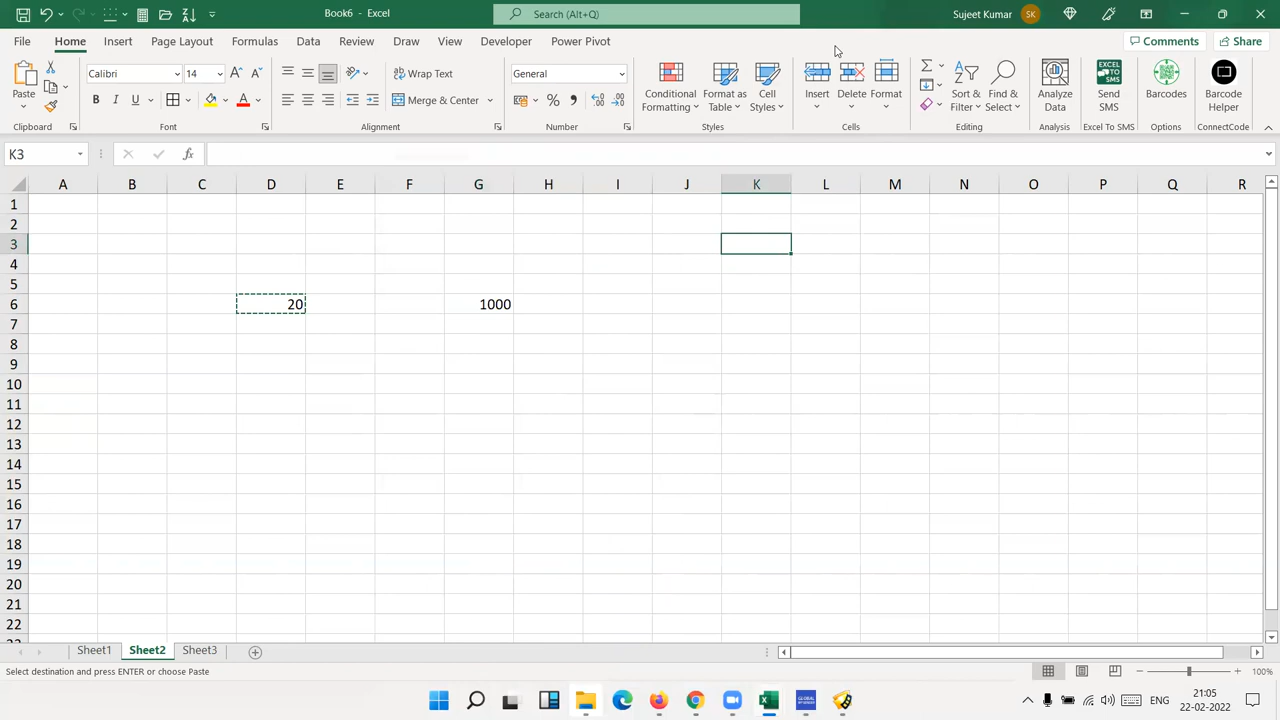 Book6 - Excel
Search (Alt+Q)
Sujeet Kumar
SK
File Home Insert Page Layout Formulas Data Review Draw View Developer Power Pivot
Comments
Share
Paste
Clipboard
Calibri
14
B I U
Font
Wrap Text
Merge & Center
Alignment
General
Number
Conditional Formatting
Format as Table
Cell Styles
Styles
Insert
Delete
Format
Cells
Sort & Filter
Find & Select
Editing
Analyze Data
Analysis
Send SMS
Excel To SMS
Barcodes
Options
Barcode Helper
ConnectCode
K3
fx
A B C D E F G H I J K L M N O P Q R
1
2
3
4
5
6 20 1000
7
8
9
10
11
12
13
14
15
16
17
18
19
20
21
22
Sheet1 Sheet2 Sheet3
Select destination and press ENTER or choose Paste
100%
ENG
21:05
22-02-2022